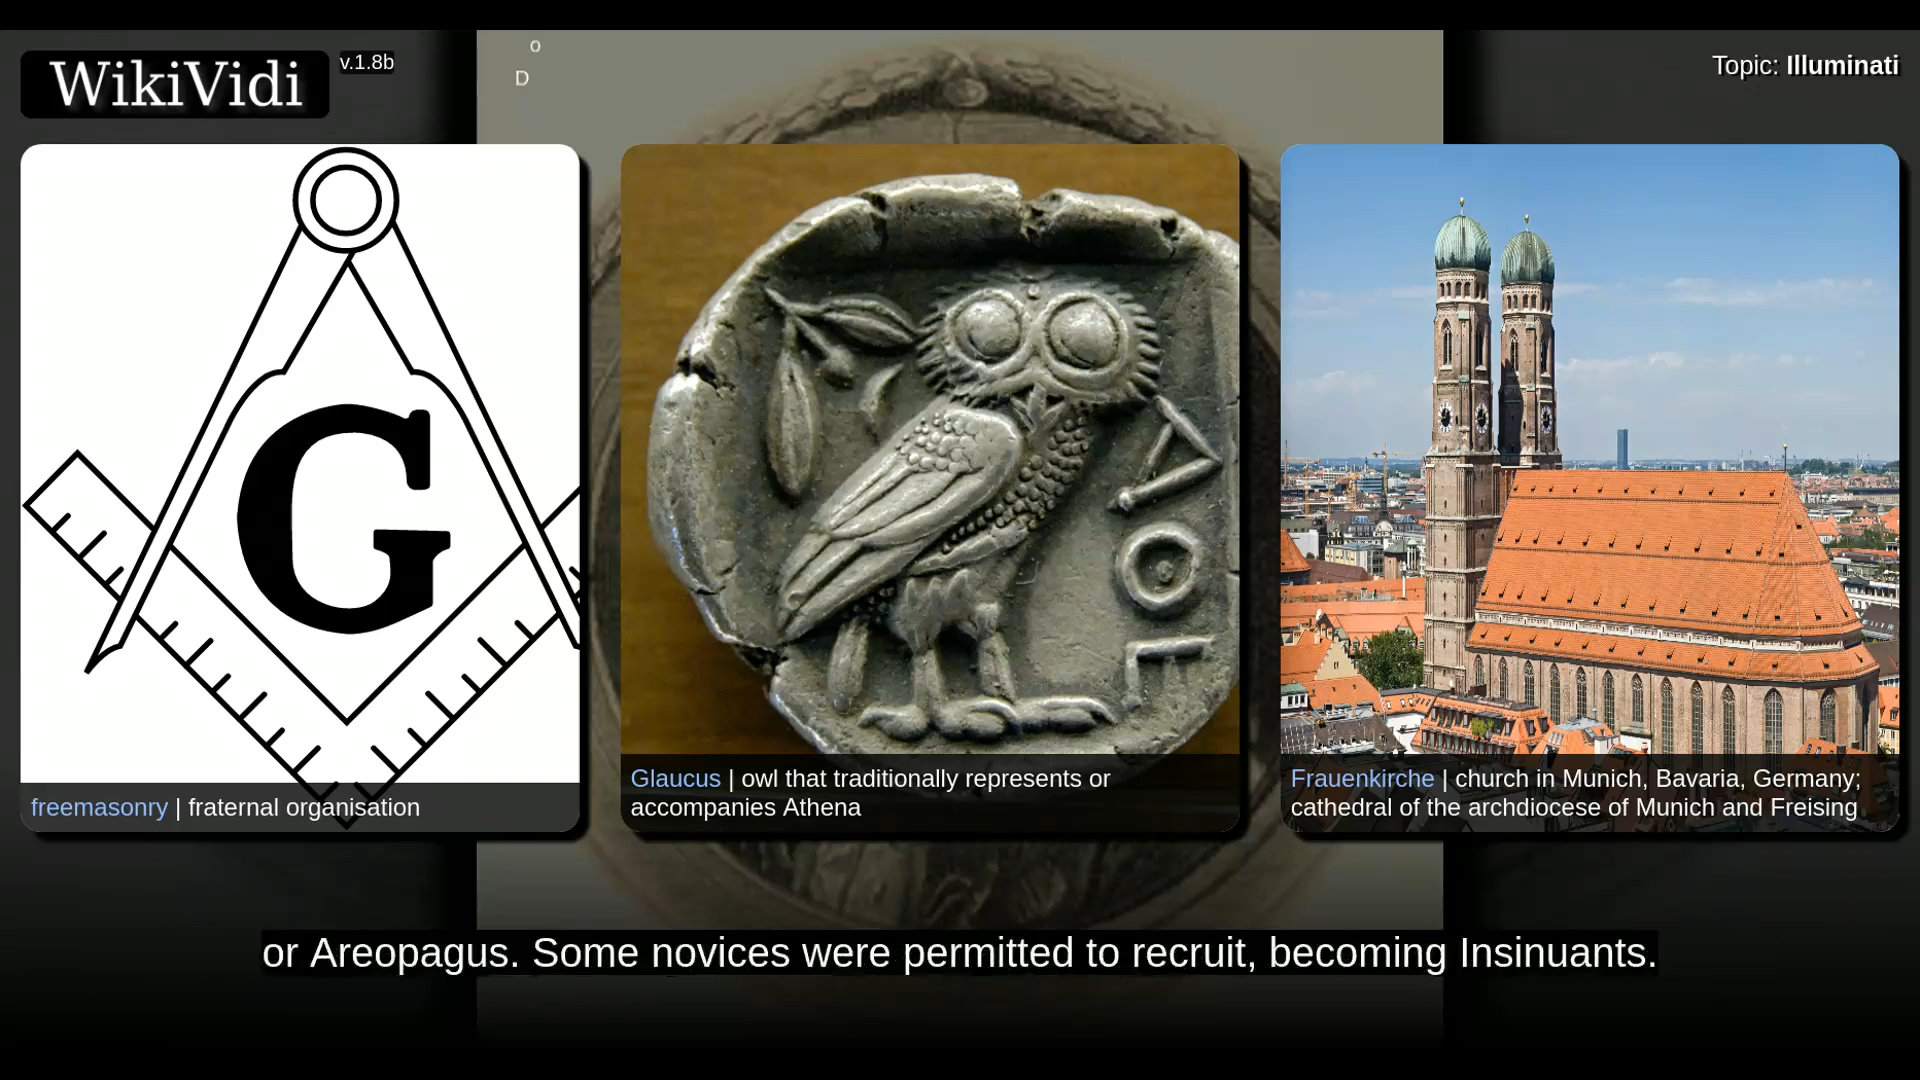 WikiVidi
v.1.8b
o
D
Topic: Illuminati
G
ΑΘΕ
freemasonry | fraternal organisation
Glaucus | owl that traditionally represents or
accompanies Athena
Frauenkirche | church in Munich, Bavaria, Germany;
cathedral of the archdiocese of Munich and Freising
or Areopagus. Some novices were permitted to recruit, becoming Insinuants.